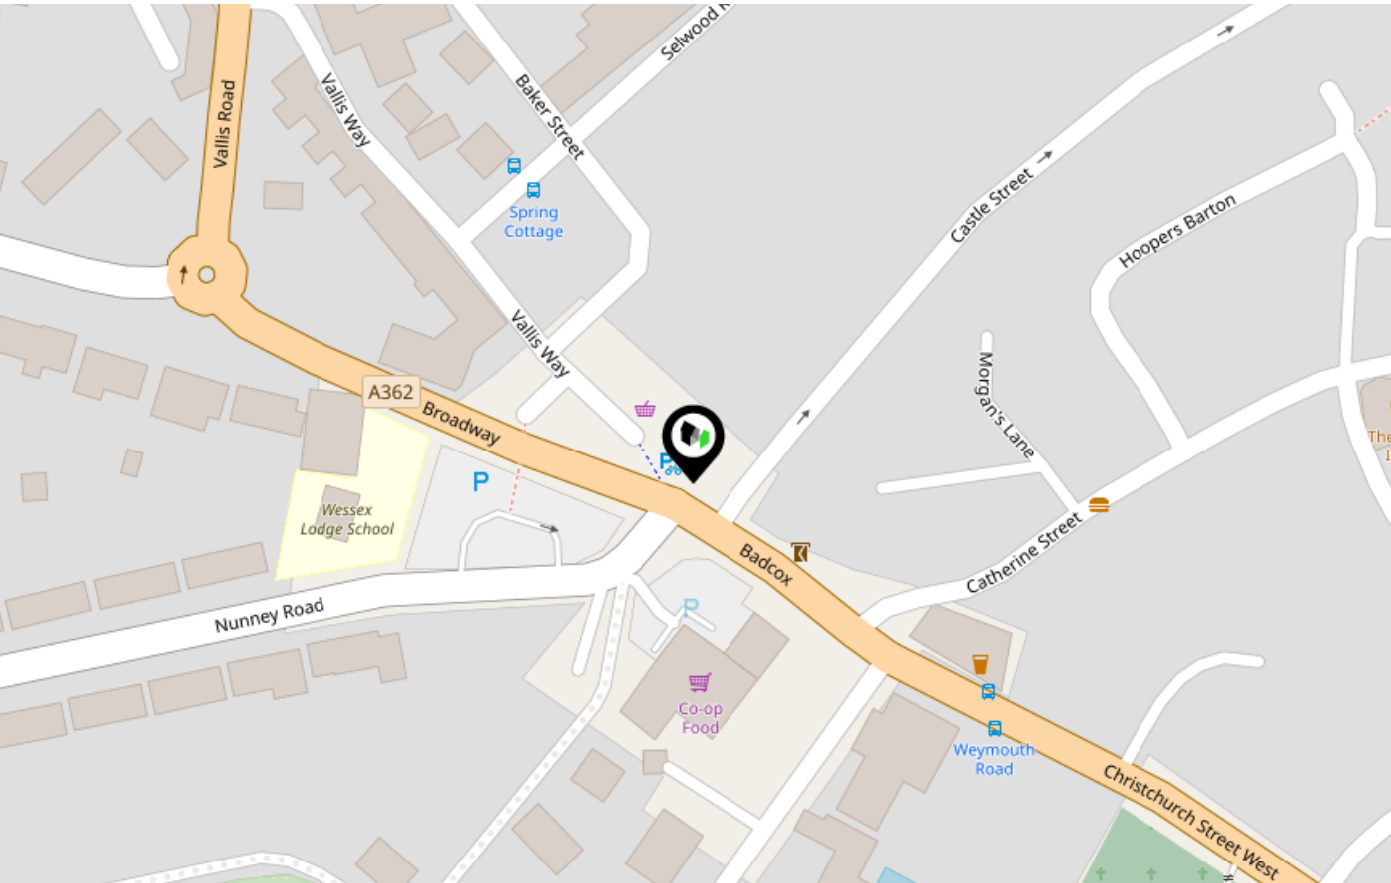 Selwood R
Vallis Road
Vallis Way
Baker Street
Spring
Cottage
Castle Street
Hoopers Barton
Vallis Way
Morgan's Lane
A362
Broadway
P
P
The
I
Wessex
Lodge School
Badcox
Catherine Street
Nunney Road
P
Co-op
Food
Weymouth
Road
Christchurch Street West